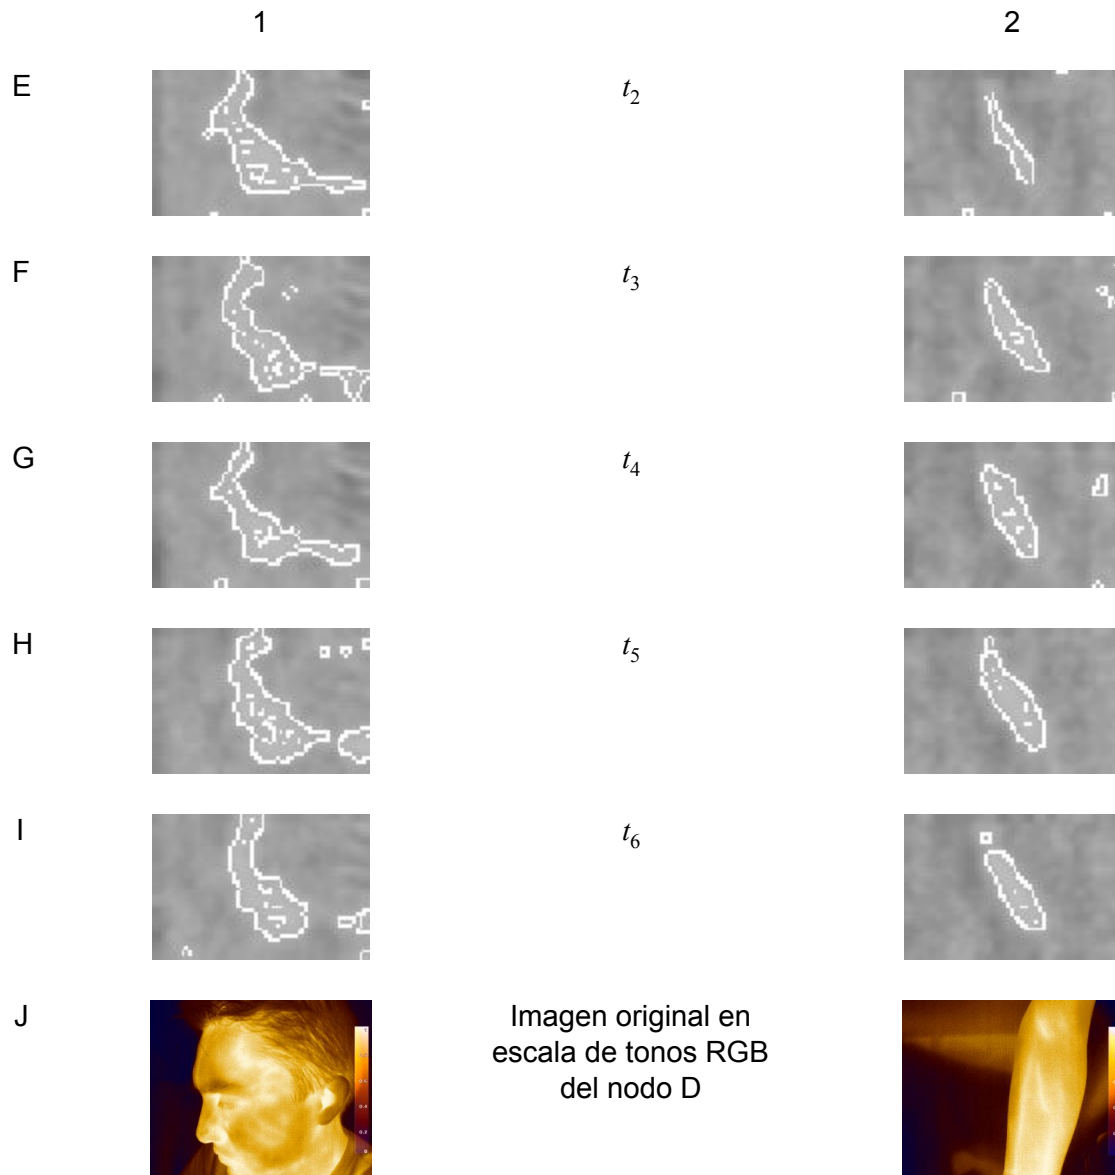 1 2
E t₂
F t₃
G t₄
H t₅
I t₆
J Imagen original en
escala de tonos RGB
del nodo D